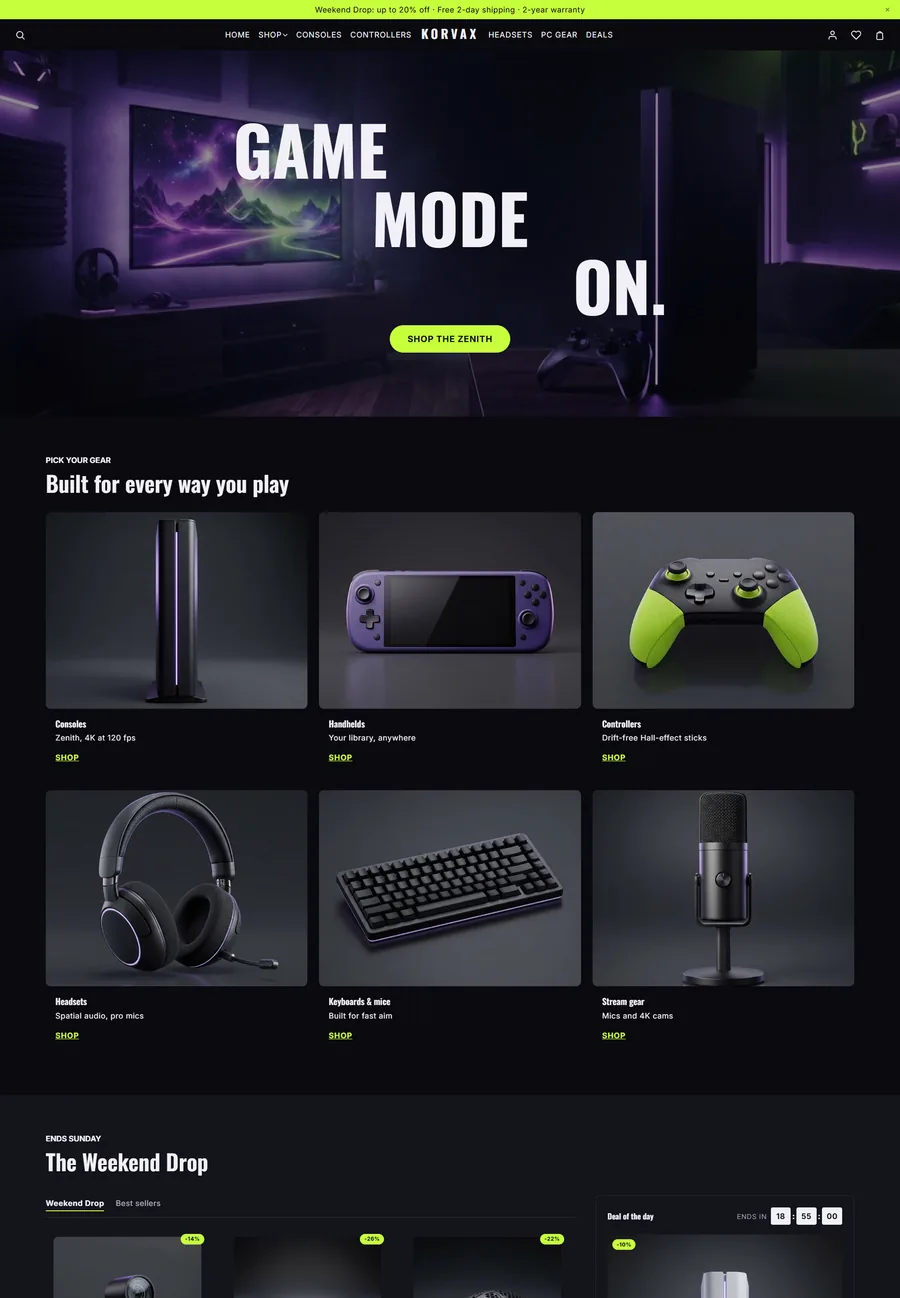 Weekend Drop: up to 20% off · Free 2-day shipping · 2-year warranty ×
HOME SHOP CONSOLES CONTROLLERS KORVAX HEADSETS PC GEAR DEALS
GAME
MODE
ON.
SHOP THE ZENITH
PICK YOUR GEAR
Built for every way you play
Consoles
Zenith, 4K at 120 fps
SHOP
Handhelds
Your library, anywhere
SHOP
Controllers
Drift-free Hall-effect sticks
SHOP
Headsets
Spatial audio, pro mics
SHOP
Keyboards & mice
Built for fast aim
SHOP
Stream gear
Mics and 4K cams
SHOP
ENDS SUNDAY
The Weekend Drop
Weekend Drop Best sellers
-14% -26% -22%
Deal of the day ENDS IN 18 : 55 : 00
-10%